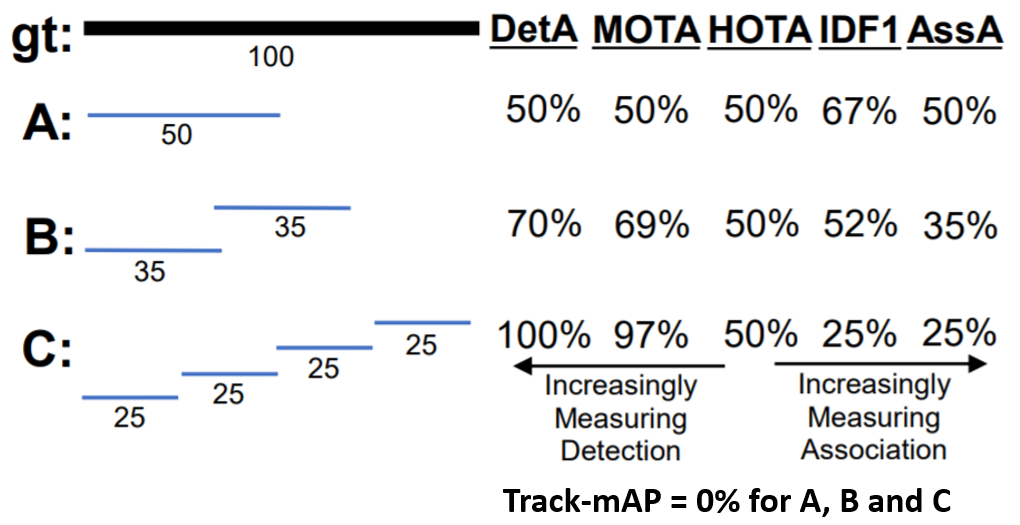 gt: DetA MOTA HOTA IDF1 AssA
100
A: 50% 50% 50% 67% 50%
50
B: 70% 69% 50% 52% 35%
35
35
C: 100% 97% 50% 25% 25%
25
25
25
25
Increasingly
Measuring
Detection
Increasingly
Measuring
Association
Track-mAP = 0% for A, B and C